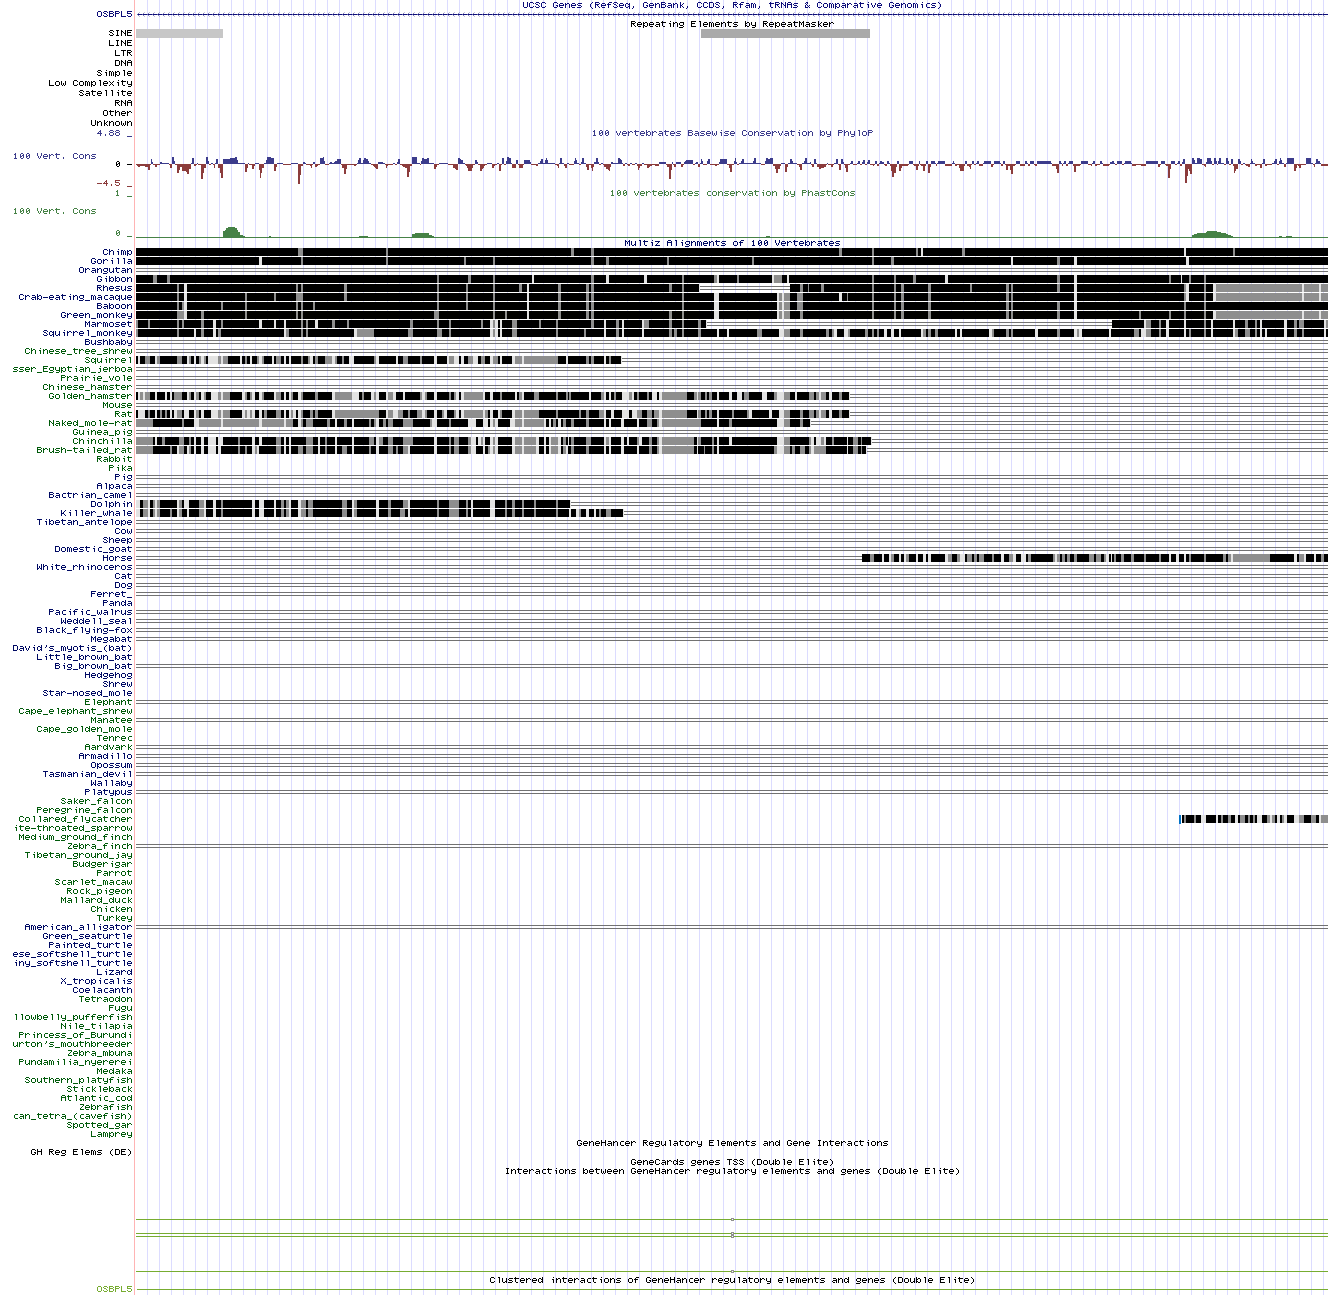 UCSC Genes (RefSeq, GenBank, CCDS, Rfam, tRNAs & Comparative Genomics)
OSBPL5
Repeating Elements by RepeatMasker
SINE
LINE
LTR
DNA
Simple
Low Complexity
Satellite
RNA
Other
Unknown
4.88 _
100 vertebrates Basewise Conservation by PhyloP
100 Vert. Cons
0 _
-4.5 _
100 vertebrates conservation by PhastCons
1 _
100 Vert. Cons
0 _
Multiz Alignments of 100 Vertebrates
Chimp
Gorilla
Orangutan
Gibbon
Rhesus
Crab-eating_macaque
Baboon
Green_monkey
Marmoset
Squirrel_monkey
Bushbaby
Chinese_tree_shrew
Squirrel
sser_Egyptian_jerboa
Prairie_vole
Chinese_hamster
Golden_hamster
Mouse
Rat
Naked_mole-rat
Guinea_pig
Chinchilla
Brush-tailed_rat
Rabbit
Pika
Pig
Alpaca
Bactrian_camel
Dolphin
Killer_whale
Tibetan_antelope
Cow
Sheep
Domestic_goat
Horse
White_rhinoceros
Cat
Dog
Ferret_
Panda
Pacific_walrus
Weddell_seal
Black_flying-fox
Megabat
David's_myotis_(bat)
Little_brown_bat
Big_brown_bat
Hedgehog
Shrew
Star-nosed_mole
Elephant
Cape_elephant_shrew
Manatee
Cape_golden_mole
Tenrec
Aardvark
Armadillo
Opossum
Tasmanian_devil
Wallaby
Platypus
Saker_falcon
Peregrine_falcon
Collared_flycatcher
ite-throated_sparrow
Medium_ground_finch
Zebra_finch
Tibetan_ground_jay
Budgerigar
Parrot
Scarlet_macaw
Rock_pigeon
Mallard_duck
Chicken
Turkey
American_alligator
Green_seaturtle
Painted_turtle
ese_softshell_turtle
iny_softshell_turtle
Lizard
X_tropicalis
Coelacanth
Tetraodon
Fugu
llowbelly_pufferfish
Nile_tilapia
Princess_of_Burundi
urton's_mouthbreeder
Zebra_mbuna
Pundamilia_nyererei
Medaka
Southern_platyfish
Stickleback
Atlantic_cod
Zebrafish
can_tetra_(cavefish)
Spotted_gar
Lamprey
GeneHancer Regulatory Elements and Gene Interactions
GH Reg Elems (DE)
GeneCards genes TSS (Double Elite)
Interactions between GeneHancer regulatory elements and genes (Double Elite)
Clustered interactions of GeneHancer regulatory elements and genes (Double Elite)
OSBPL5